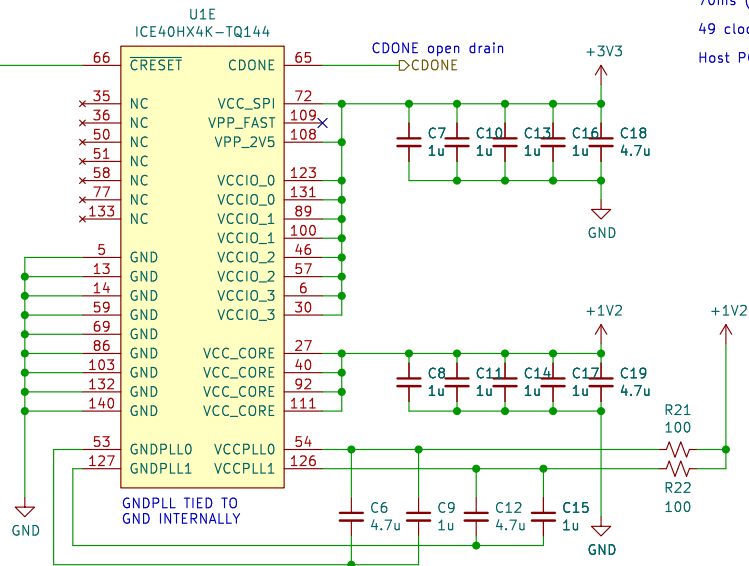 70ms (
49 cloc
Host PC
U1E
ICE40HX4K-TQ144
66 CRESET CDONE 65
CDONE open drain
CDONE
+3V3
35 NC VCC_SPI 72
36 NC VPP_FAST 109
50 NC VPP_2V5 108
51 NC
58 NC VCCIO_0 123
77 NC VCCIO_0 131
133 NC VCCIO_1 89
VCCIO_1 100
5 GND VCCIO_2 46
13 GND VCCIO_2 57
14 GND VCCIO_3 6
59 GND VCCIO_3 30
69 GND
86 GND VCC_CORE 27
103 GND VCC_CORE 40
132 GND VCC_CORE 92
140 GND VCC_CORE 111
53 GNDPLL0 VCCPLL0 54
127 GNDPLL1 VCCPLL1 126
C7 C10 C13 C16 C18
1u 1u 1u 1u 4.7u
GND
+1V2 +1V2
C8 C11 C14 C17 C19
1u 1u 1u 1u 4.7u
R21
100
R22
100
GNDPLL TIED TO
GND INTERNALLY
GND
C6 C9 C12 C15
4.7u 1u 4.7u 1u
GND